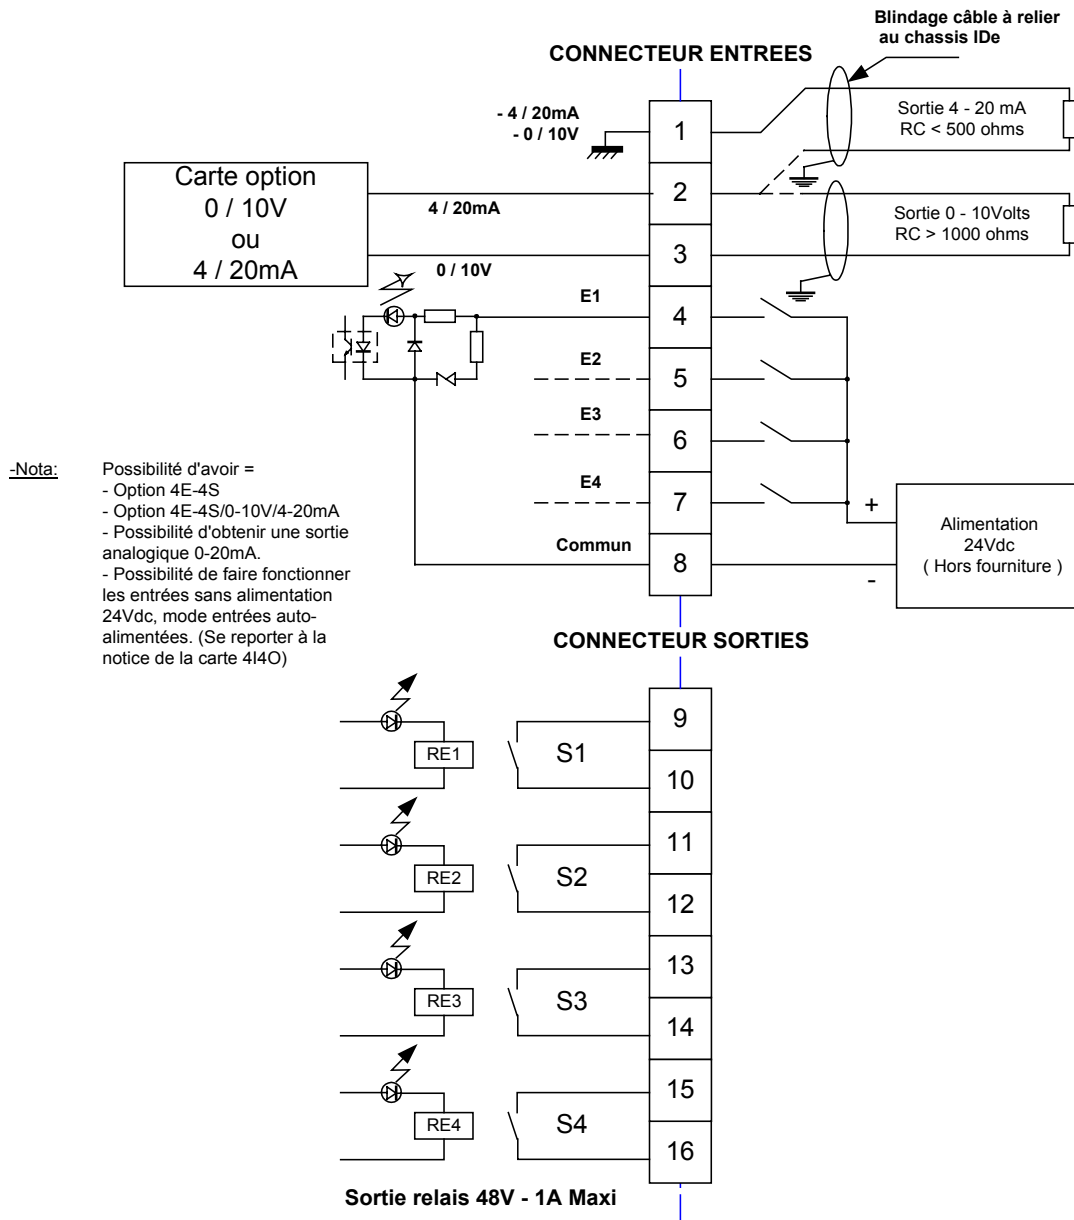 Blindage câble à relier
au chassis IDe
CONNECTEUR ENTREES
- 4 / 20mA
- 0 / 10V
1
Sortie 4 - 20 mA
RC < 500 ohms
Carte option
0 / 10V
ou
4 / 20mA
4 / 20mA
2
Sortie 0 - 10Volts
RC > 1000 ohms
0 / 10V
3
E1
4
E2
5
E3
6
E4
7
Commun
8
+
-
Alimentation
24Vdc
( Hors fourniture )
-Nota:
Possibilité d'avoir =
- Option 4E-4S
- Option 4E-4S/0-10V/4-20mA
- Possibilité d'obtenir une sortie
analogique 0-20mA.
- Possibilité de faire fonctionner
les entrées sans alimentation
24Vdc, mode entrées auto-
alimentées. (Se reporter à la
notice de la carte 4I4O)
CONNECTEUR SORTIES
RE1
S1
9
10
RE2
S2
11
12
RE3
S3
13
14
RE4
S4
15
16
Sortie relais 48V - 1A Maxi